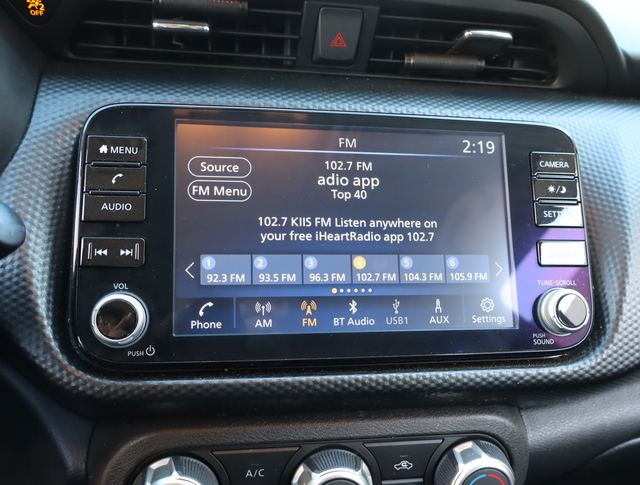 OFF
FM
2:19
MENU
AUDIO
Source
FM Menu
102.7 FM
adio app
Top 40
102.7 KIIS FM Listen anywhere on
your free iHeartRadio app 102.7
1 2 3 4 5 6
92.3 FM 93.5 FM 96.3 FM 102.7 FM 104.3 FM 105.9 FM
Phone AM FM BT Audio USB1 AUX Settings
CAMERA
VOL
PUSH
TUNE-SCROLL
PUSH
SOUND
A/C